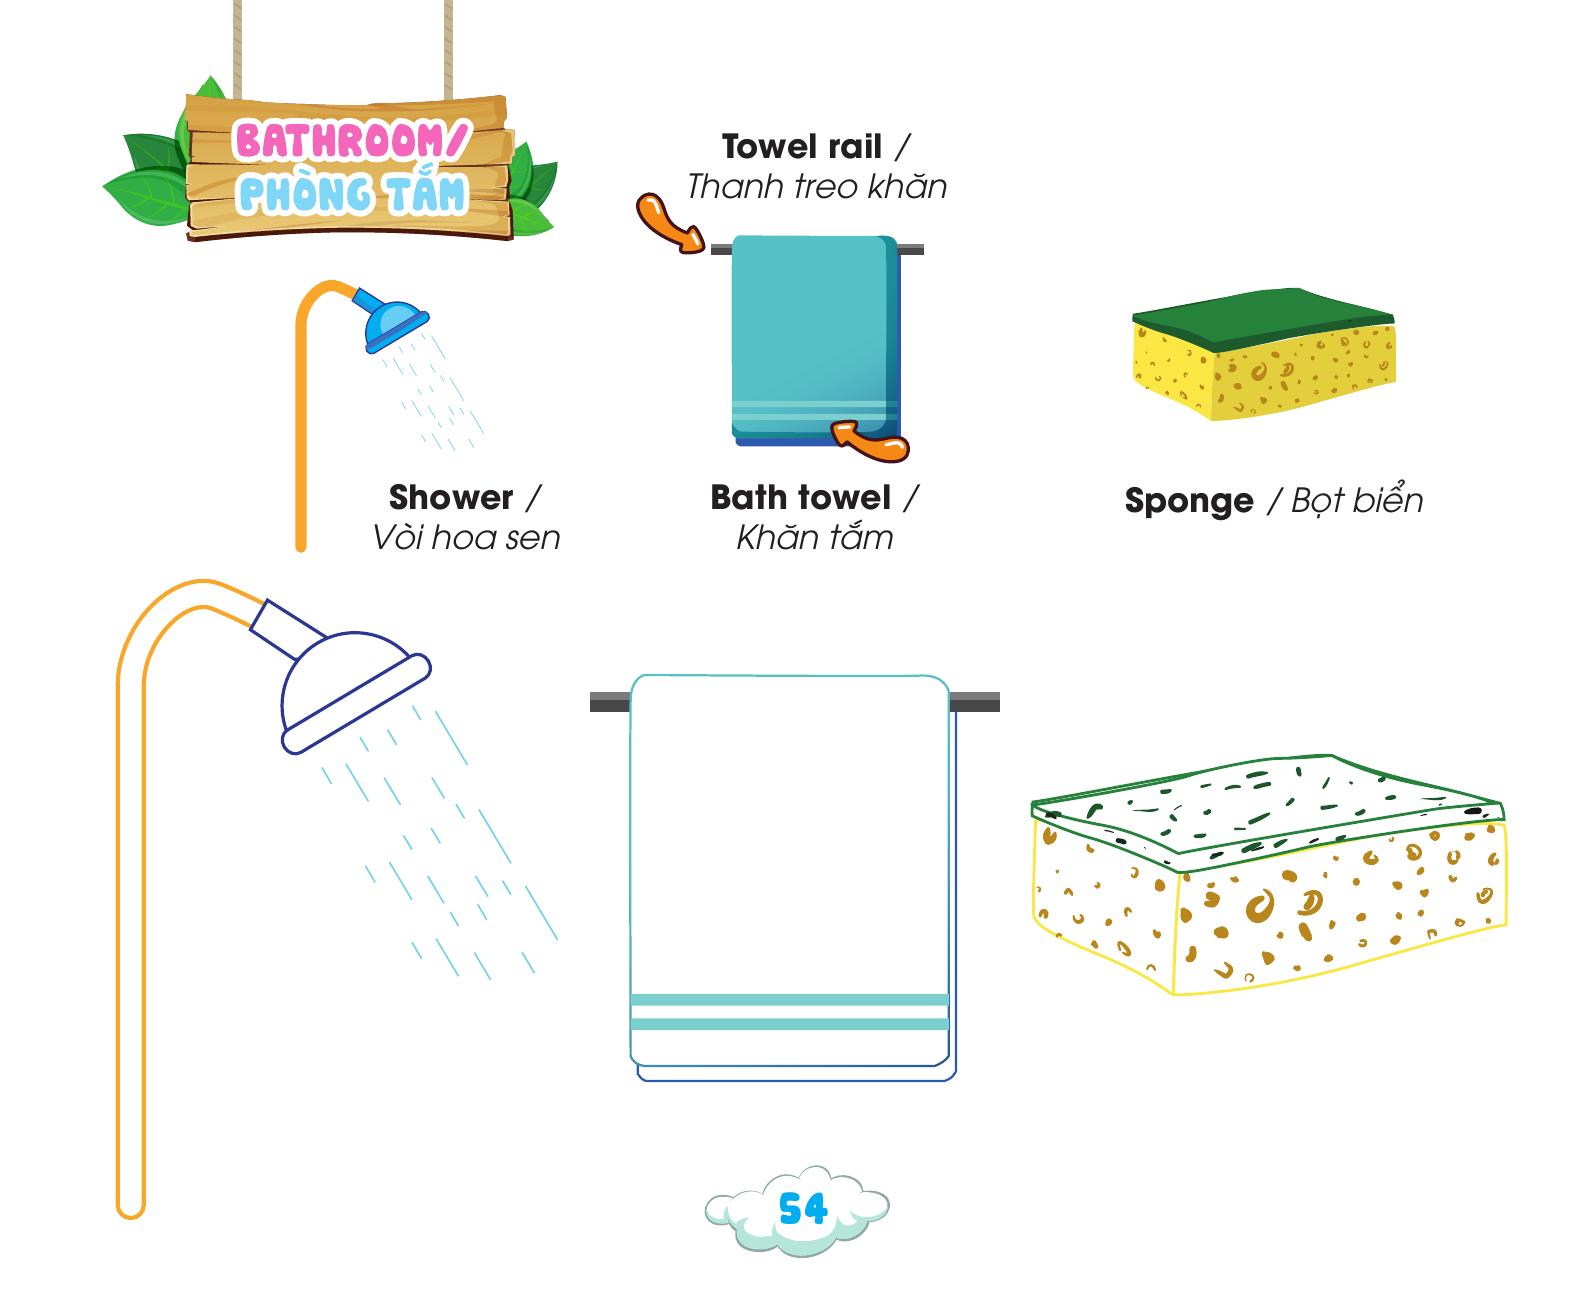 BATHROOM/
PHÒNG TẮM
Towel rail /
Thanh treo khăn
Shower /
Vòi hoa sen
Bath towel /
Khăn tắm
Sponge / Bọt biển
54